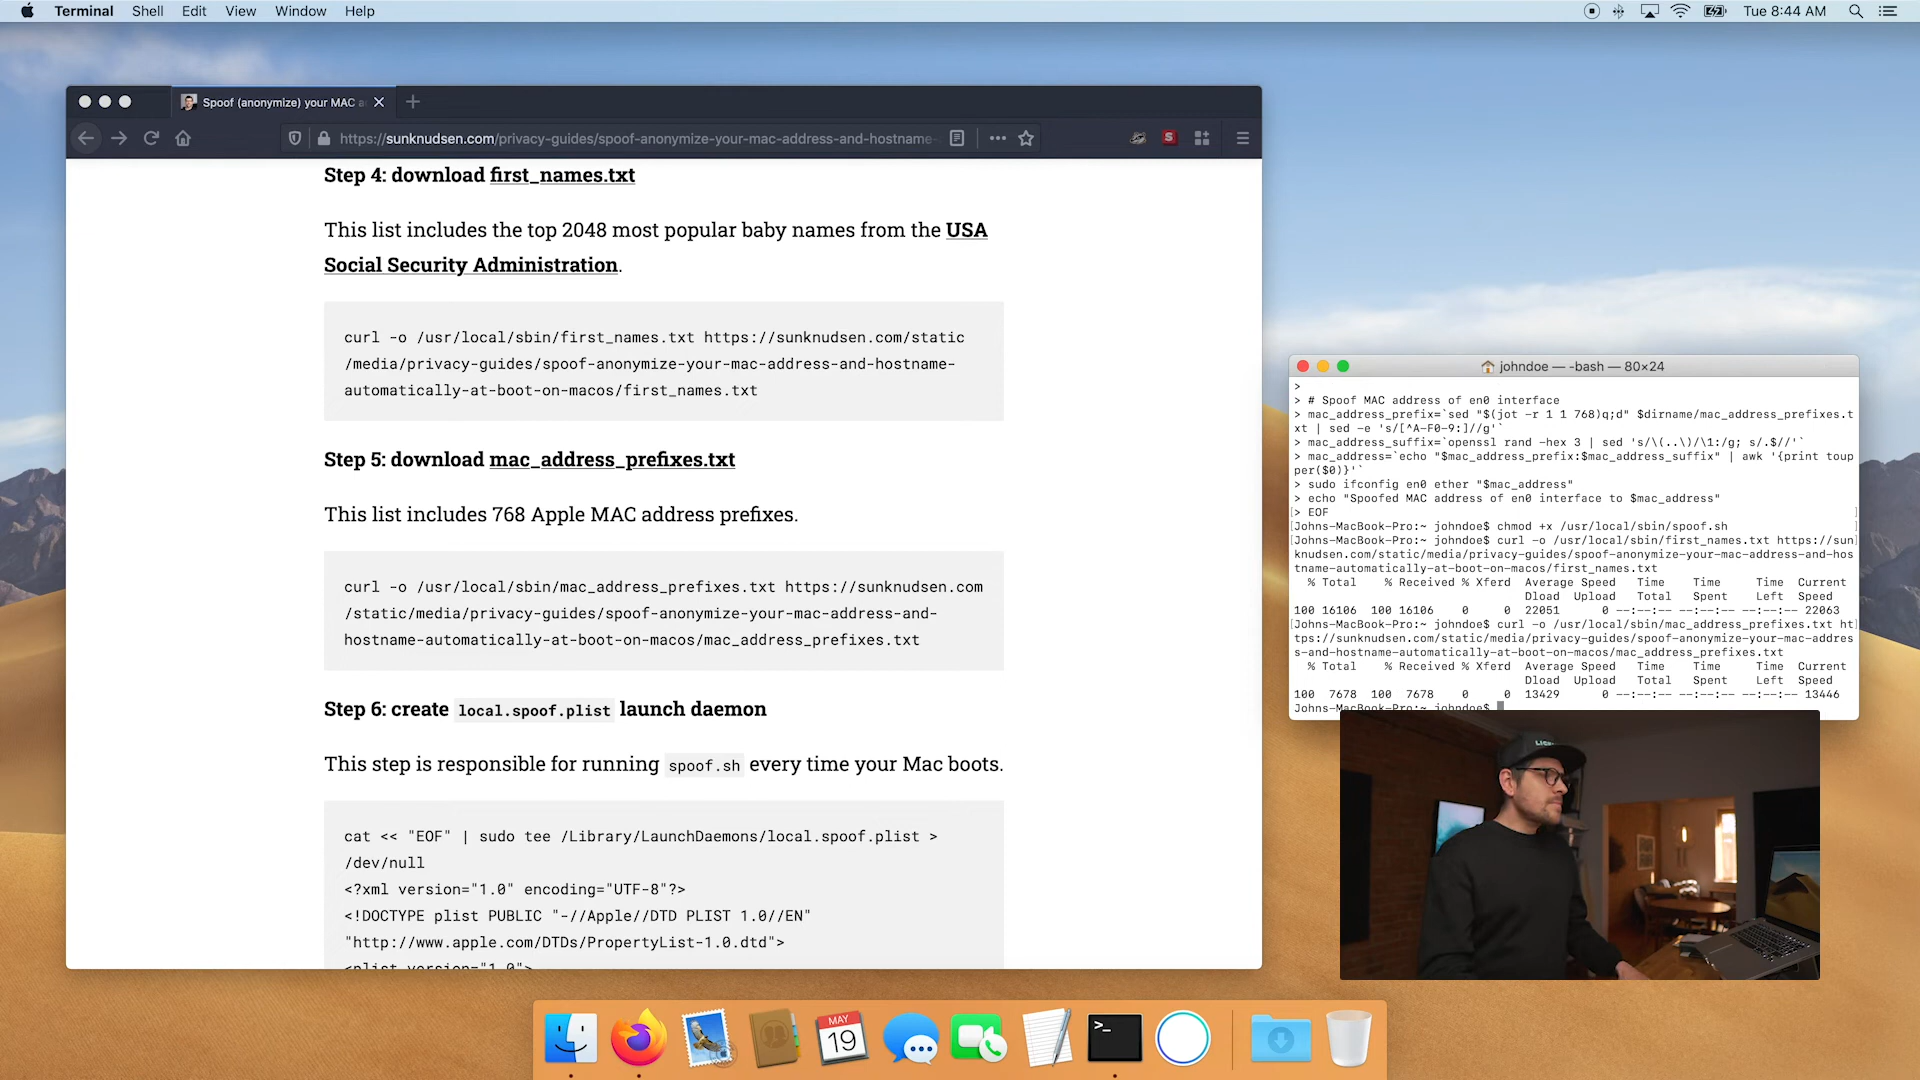 Terminal Shell Edit View Window Help
Tue 8:44 AM
Spoof (anonymize) your MAC a
https://sunknudsen.com/privacy-guides/spoof-anonymize-your-mac-address-and-hostname-
Step 4: download first_names.txt
This list includes the top 2048 most popular baby names from the USA
Social Security Administration.
curl -o /usr/local/sbin/first_names.txt https://sunknudsen.com/static
/media/privacy-guides/spoof-anonymize-your-mac-address-and-hostname-
automatically-at-boot-on-macos/first_names.txt
Step 5: download mac_address_prefixes.txt
This list includes 768 Apple MAC address prefixes.
curl -o /usr/local/sbin/mac_address_prefixes.txt https://sunknudsen.com
/static/media/privacy-guides/spoof-anonymize-your-mac-address-and-
hostname-automatically-at-boot-on-macos/mac_address_prefixes.txt
Step 6: create local.spoof.plist launch daemon
This step is responsible for running spoof.sh every time your Mac boots.
cat << "EOF" | sudo tee /Library/LaunchDaemons/local.spoof.plist >
/dev/null
<?xml version="1.0" encoding="UTF-8"?>
<!DOCTYPE plist PUBLIC "-//Apple//DTD PLIST 1.0//EN"
"http://www.apple.com/DTDs/PropertyList-1.0.dtd">
<plist version="1.0">
johndoe — -bash — 80×24
>
> # Spoof MAC address of en0 interface
> mac_address_prefix=`sed "$(jot -r 1 1 768)q;d" $dirname/mac_address_prefixes.t
xt | sed -e 's/[^A-F0-9:]//g'`
> mac_address_suffix=`openssl rand -hex 3 | sed 's/\(..\)/\1:/g; s/.$//'`
> mac_address=`echo "$mac_address_prefix:$mac_address_suffix" | awk '{print toup
per($0)}'`
> sudo ifconfig en0 ether "$mac_address"
> echo "Spoofed MAC address of en0 interface to $mac_address"
[> EOF ]
[Johns-MacBook-Pro:~ johndoe$ chmod +x /usr/local/sbin/spoof.sh ]
[Johns-MacBook-Pro:~ johndoe$ curl -o /usr/local/sbin/first_names.txt https://sun]
knudsen.com/static/media/privacy-guides/spoof-anonymize-your-mac-address-and-hos
tname-automatically-at-boot-on-macos/first_names.txt
% Total % Received % Xferd Average Speed Time Time Time Current
Dload Upload Total Spent Left Speed
100 16106 100 16106 0 0 22051 0 --:--:-- --:--:-- --:--:-- 22063
[Johns-MacBook-Pro:~ johndoe$ curl -o /usr/local/sbin/mac_address_prefixes.txt ht]
tps://sunknudsen.com/static/media/privacy-guides/spoof-anonymize-your-mac-addres
s-and-hostname-automatically-at-boot-on-macos/mac_address_prefixes.txt
% Total % Received % Xferd Average Speed Time Time Time Current
Dload Upload Total Spent Left Speed
100 7678 100 7678 0 0 13429 0 --:--:-- --:--:-- --:--:-- 13446
Johns-MacBook-Pro:~ johndoe$
MAY
19
>_